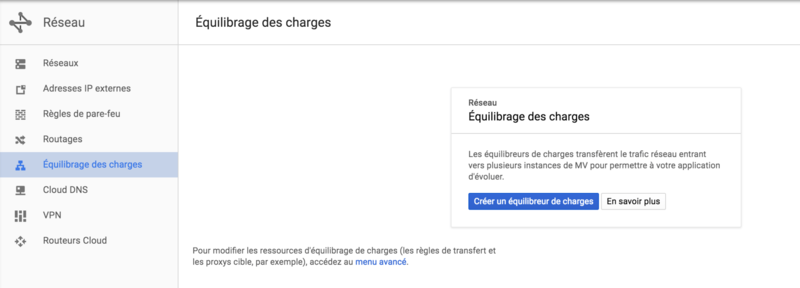 Réseau
Équilibrage des charges
Réseaux
Adresses IP externes
Règles de pare-feu
Routages
Équilibrage des charges
Cloud DNS
VPN
Routeurs Cloud
Réseau
Équilibrage des charges
Les équilibreurs de charges transfèrent le trafic réseau entrant
vers plusieurs instances de MV pour permettre à votre application
d'évoluer.
Créer un équilibreur de charges
En savoir plus
Pour modifier les ressources d'équilibrage de charges (les règles de transfert et
les proxys cible, par exemple), accédez au menu avancé.